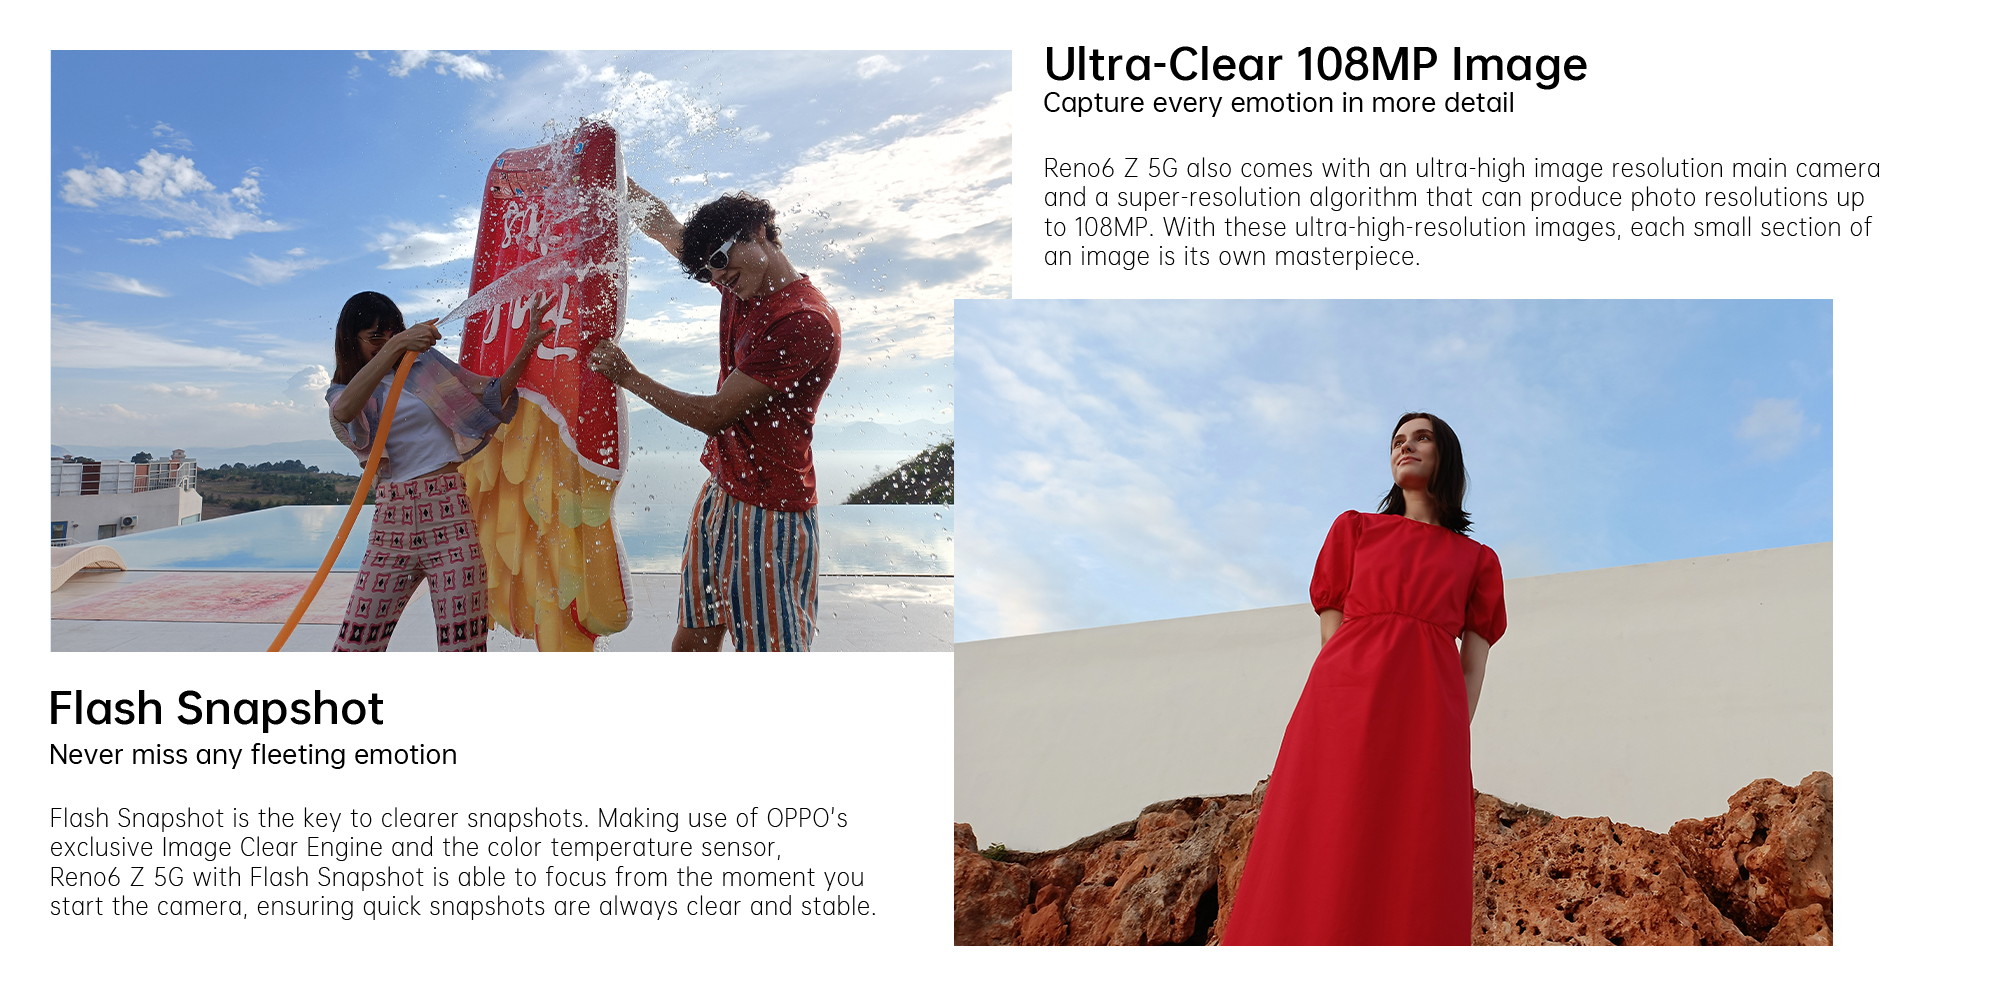 Ultra-Clear 108MP Image
Capture every emotion in more detail
Reno6 Z 5G also comes with an ultra-high image resolution main camera
and a super-resolution algorithm that can produce photo resolutions up
to 108MP. With these ultra-high-resolution images, each small section of
an image is its own masterpiece.
Flash Snapshot
Never miss any fleeting emotion
Flash Snapshot is the key to clearer snapshots. Making use of OPPO's
exclusive Image Clear Engine and the color temperature sensor,
Reno6 Z 5G with Flash Snapshot is able to focus from the moment you
start the camera, ensuring quick snapshots are always clear and stable.